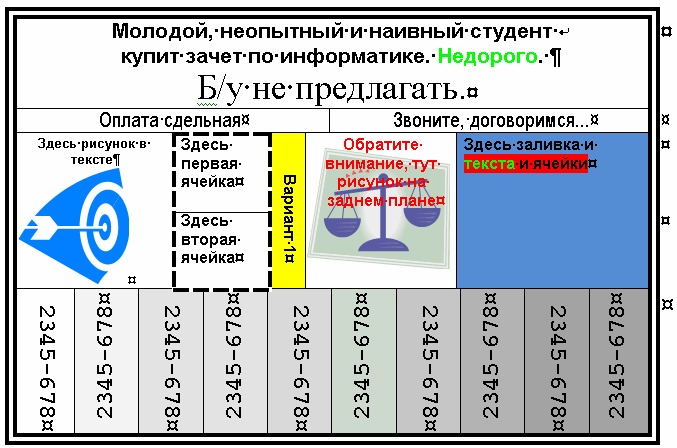 Молодой, неопытный и наивный студент
купит зачет по информатике. Недорого.
Б/у не предлагать.
Оплата сдельная
Звоните, договоримся...
Здесь рисунок в
тексте
Здесь
первая
ячейка
Здесь
вторая
ячейка
Вариант 1
Обратите
внимание, тут
рисунок на
заднем плане
Здесь заливка и
текста и ячейки
2345-678
2345-678
2345-678
2345-678
2345-678
2345-678
2345-678
2345-678
2345-678